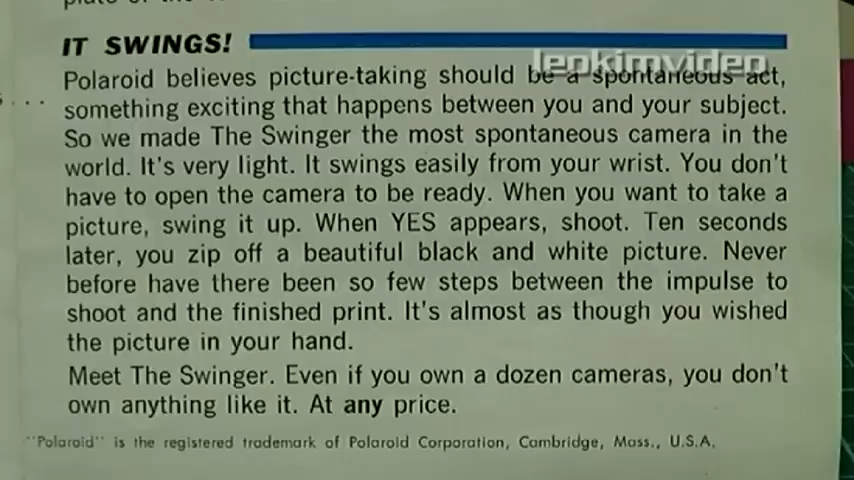 IT SWINGS!
leokimvideo
Polaroid believes picture-taking should be a spontaneous act,
something exciting that happens between you and your subject.
So we made The Swinger the most spontaneous camera in the
world. It's very light. It swings easily from your wrist. You don't
have to open the camera to be ready. When you want to take a
picture, swing it up. When YES appears, shoot. Ten seconds
later, you zip off a beautiful black and white picture. Never
before have there been so few steps between the impulse to
shoot and the finished print. It's almost as though you wished
the picture in your hand.
Meet The Swinger. Even if you own a dozen cameras, you don't
own anything like it. At any price.
"Polaroid" is the registered trademark of Polaroid Corporation, Cambridge, Mass., U.S.A.